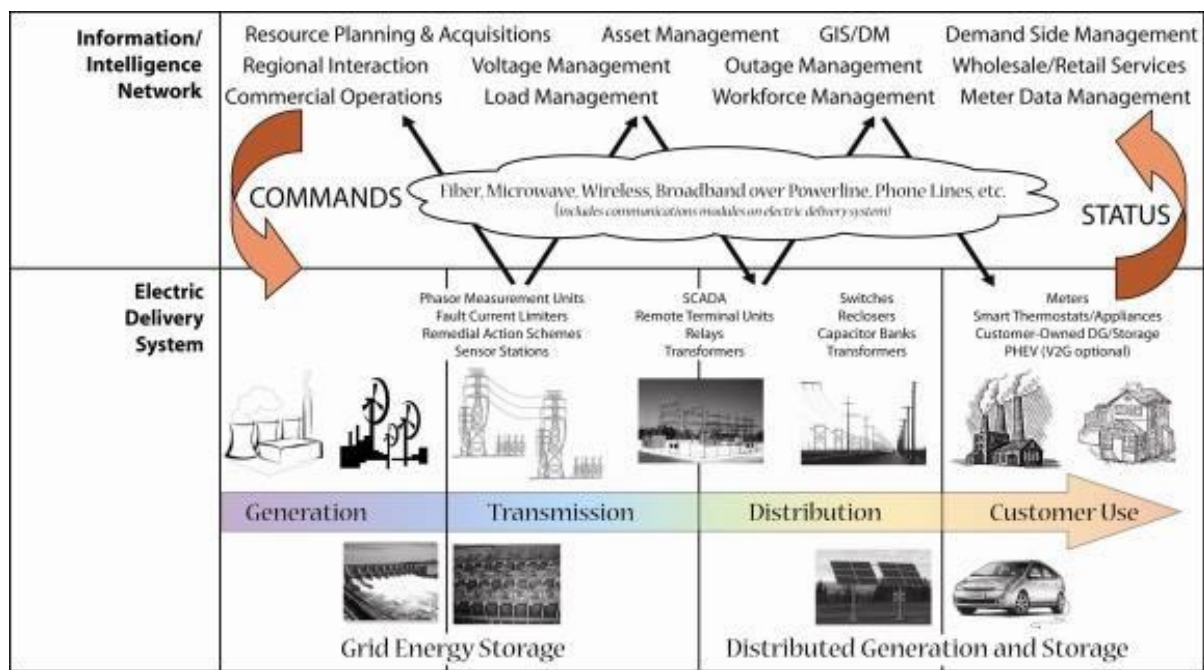 Information/
Intelligence
Network
Resource Planning & Acquisitions
Asset Management
GIS/DM
Demand Side Management
Regional Interaction
Voltage Management
Outage Management
Wholesale/Retail Services
Commercial Operations
Load Management
Workforce Management
Meter Data Management
COMMANDS
Fiber, Microwave, Wireless, Broadband over Powerline, Phone Lines, etc.
(includes communications modules on electric delivery system)
STATUS
Electric
Delivery
System
Phasor Measurement Units
Fault Current Limiters
Remedial Action Schemes
Sensor Stations
SCADA
Remote Terminal Units
Relays
Transformers
Switches
Reclosers
Capacitor Banks
Transformers
Meters
Smart Thermostats/Appliances
Customer-Owned DG/Storage
PHEV (V2G optional)
Generation
Transmission
Distribution
Customer Use
Grid Energy Storage
Distributed Generation and Storage